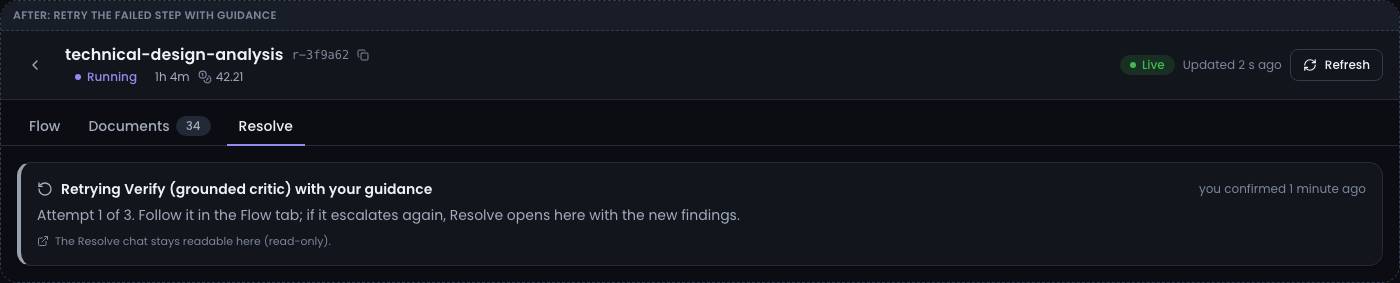 AFTER: RETRY THE FAILED STEP WITH GUIDANCE
technical-design-analysis r-3f9a62
Running 1h 4m 42.21
Live Updated 2 s ago Refresh
Flow Documents 34 Resolve
Retrying Verify (grounded critic) with your guidance you confirmed 1 minute ago
Attempt 1 of 3. Follow it in the Flow tab; if it escalates again, Resolve opens here with the new findings.
The Resolve chat stays readable here (read-only).